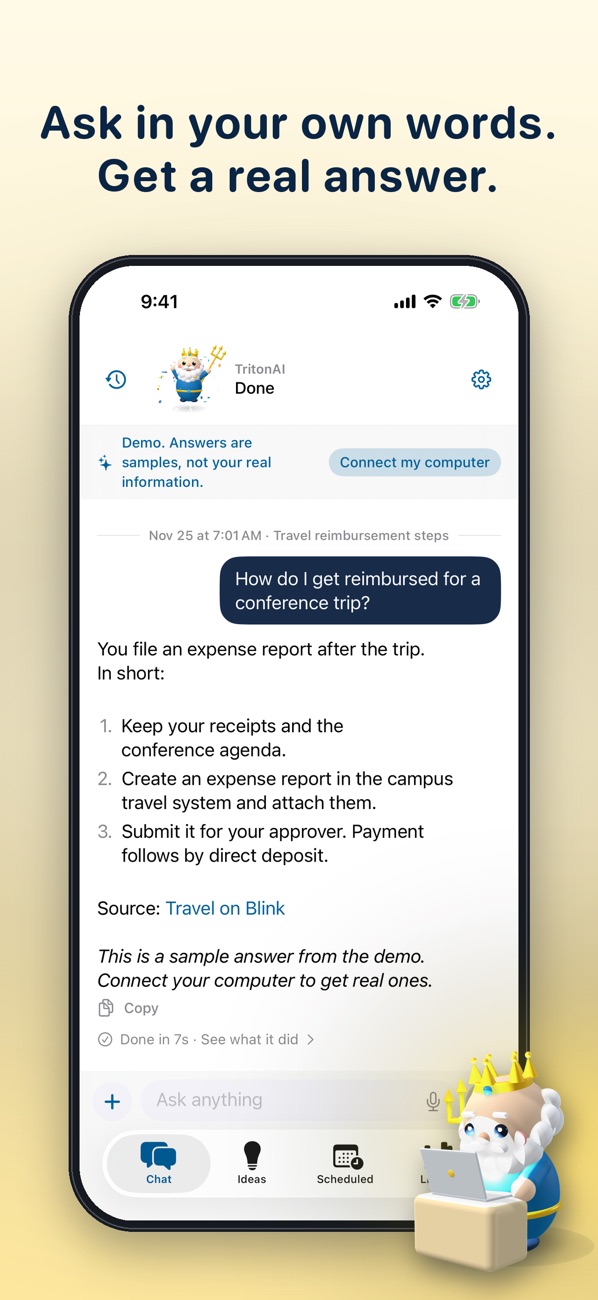 Ask in your own words.
Get a real answer.
9:41
TritonAI
Done
Demo. Answers are
samples, not your real
information.
Connect my computer
Nov 25 at 7:01 AM · Travel reimbursement steps
How do I get reimbursed for a
conference trip?
You file an expense report after the trip.
In short:
1. Keep your receipts and the
conference agenda.
2. Create an expense report in the campus
travel system and attach them.
3. Submit it for your approver. Payment
follows by direct deposit.
Source: Travel on Blink
This is a sample answer from the demo.
Connect your computer to get real ones.
Copy
Done in 7s · See what it did
Ask anything
Chat
Ideas
Scheduled